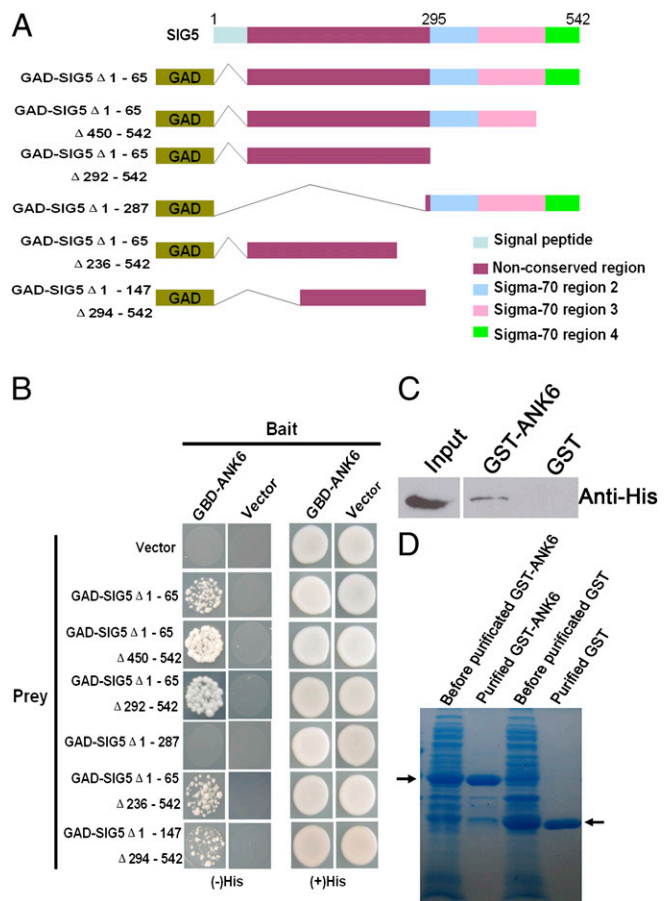 A
1 295 542
SIG5
GAD-SIG5 Δ 1 - 65
GAD
GAD-SIG5 Δ 1 - 65
Δ 450 - 542
GAD
GAD-SIG5 Δ 1 - 65
Δ 292 - 542
GAD
GAD-SIG5 Δ 1 - 287
GAD
GAD-SIG5 Δ 1 - 65
Δ 236 - 542
GAD
GAD-SIG5 Δ 1 - 147
Δ 294 - 542
GAD
Signal peptide
Non-conserved region
Sigma-70 region 2
Sigma-70 region 3
Sigma-70 region 4
B
Bait
GBD-ANK6 Vector GBD-ANK6 Vector
Prey
Vector
GAD-SIG5 Δ 1 - 65
GAD-SIG5 Δ 1 - 65
Δ 450 - 542
GAD-SIG5 Δ 1 - 65
Δ 292 - 542
GAD-SIG5 Δ 1 - 287
GAD-SIG5 Δ 1 - 65
Δ 236 - 542
GAD-SIG5 Δ 1 - 147
Δ 294 - 542
(-)His (+)His
C
Input GST-ANK6 GST
Anti-His
D
Before purificated GST-ANK6
Purified GST-ANK6
Before purificated GST
Purified GST